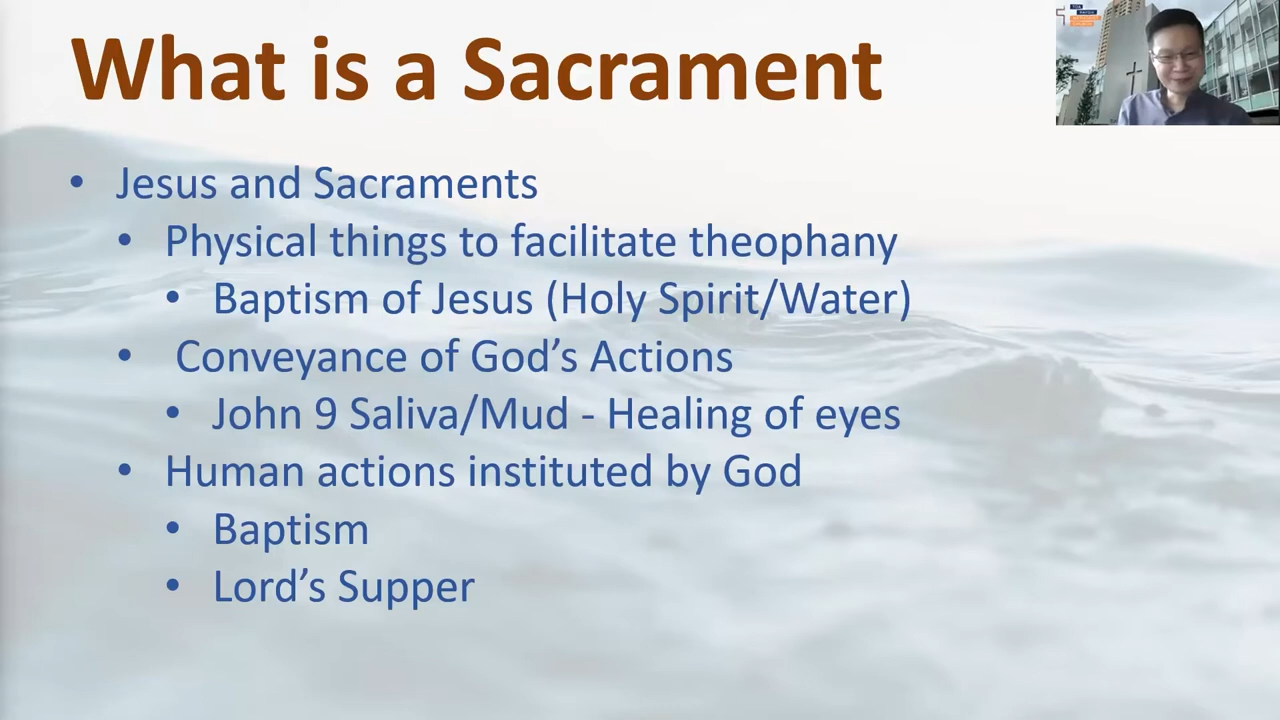 What is a Sacrament
• Jesus and Sacraments
• Physical things to facilitate theophany
• Baptism of Jesus (Holy Spirit/Water)
• Conveyance of God’s Actions
• John 9 Saliva/Mud - Healing of eyes
• Human actions instituted by God
• Baptism
• Lord’s Supper